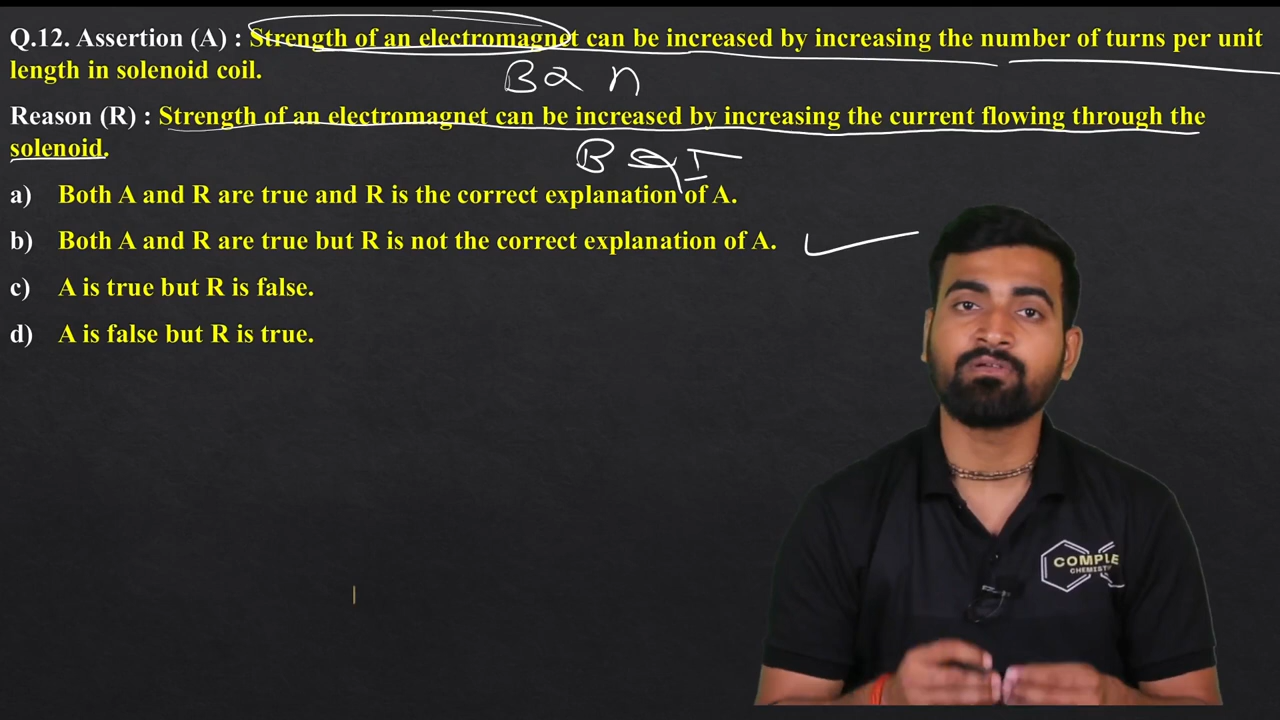 Q.12. Assertion (A) : Strength of an electromagnet can be increased by increasing the number of turns per unit
length in solenoid coil.
B α n
Reason (R) : Strength of an electromagnet can be increased by increasing the current flowing through the
solenoid.
B α I
a) Both A and R are true and R is the correct explanation of A.
b) Both A and R are true but R is not the correct explanation of A.
c) A is true but R is false.
d) A is false but R is true.
COMPLE
CHEMIST